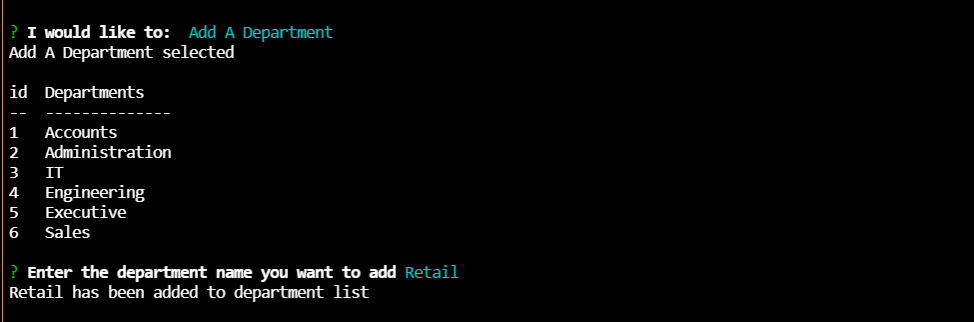 ? I would like to:  Add A Department
Add A Department selected
id  Departments
--  --------------
1   Accounts
2   Administration
3   IT
4   Engineering
5   Executive
6   Sales
? Enter the department name you want to add Retail
Retail has been added to department list